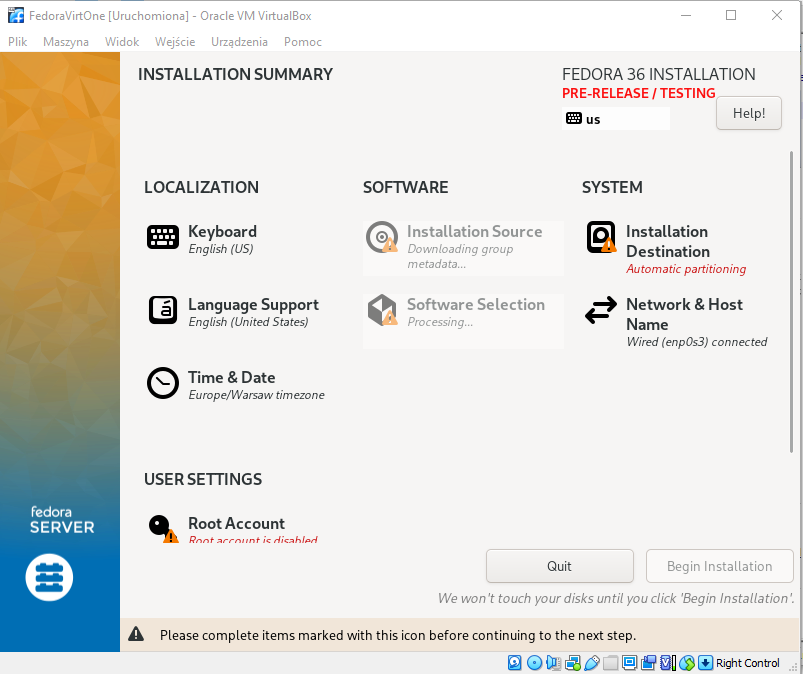 FedoraVirtOne [Uruchomiona] - Oracle VM VirtualBox
Plik Maszyna Widok Wejście Urządzenia Pomoc
INSTALLATION SUMMARY
FEDORA 36 INSTALLATION
PRE-RELEASE / TESTING
us
Help!
LOCALIZATION
Keyboard
English (US)
Language Support
English (United States)
Time & Date
Europe/Warsaw timezone
SOFTWARE
Installation Source
Downloading group
metadata...
Software Selection
Processing...
SYSTEM
Installation
Destination
Automatic partitioning
Network & Host
Name
Wired (enp0s3) connected
USER SETTINGS
Root Account
Root account is disabled
fedora
SERVER
Quit
Begin Installation
We won't touch your disks until you click 'Begin Installation'.
Please complete items marked with this icon before continuing to the next step.
Right Control